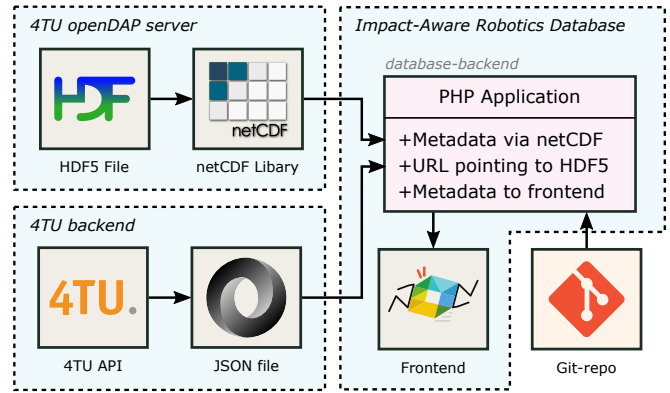 4TU openDAP server
HDF
HDF5 File
netCDF
netCDF Libary
4TU backend
4TU.
4TU API
JSON file
Impact-Aware Robotics Database
database-backend
PHP Application
+Metadata via netCDF
+URL pointing to HDF5
+Metadata to frontend
Frontend
Git-repo